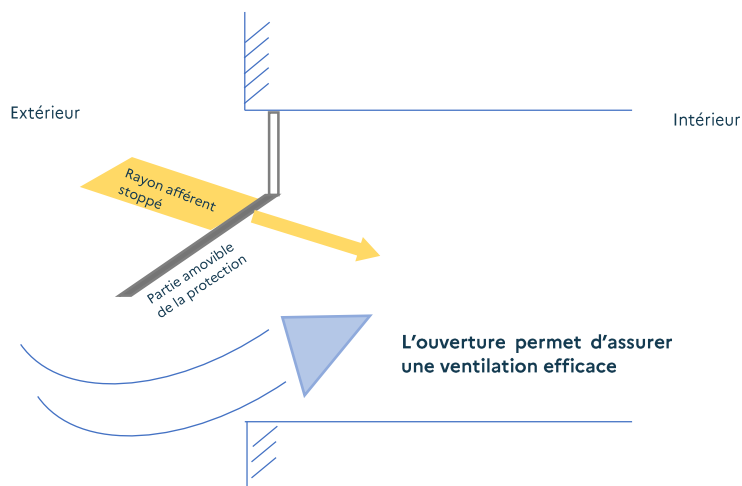 Extérieur
Intérieur
Rayon afférent
stoppé
Partie amovible
de la protection
L'ouverture permet d'assurer
une ventilation efficace